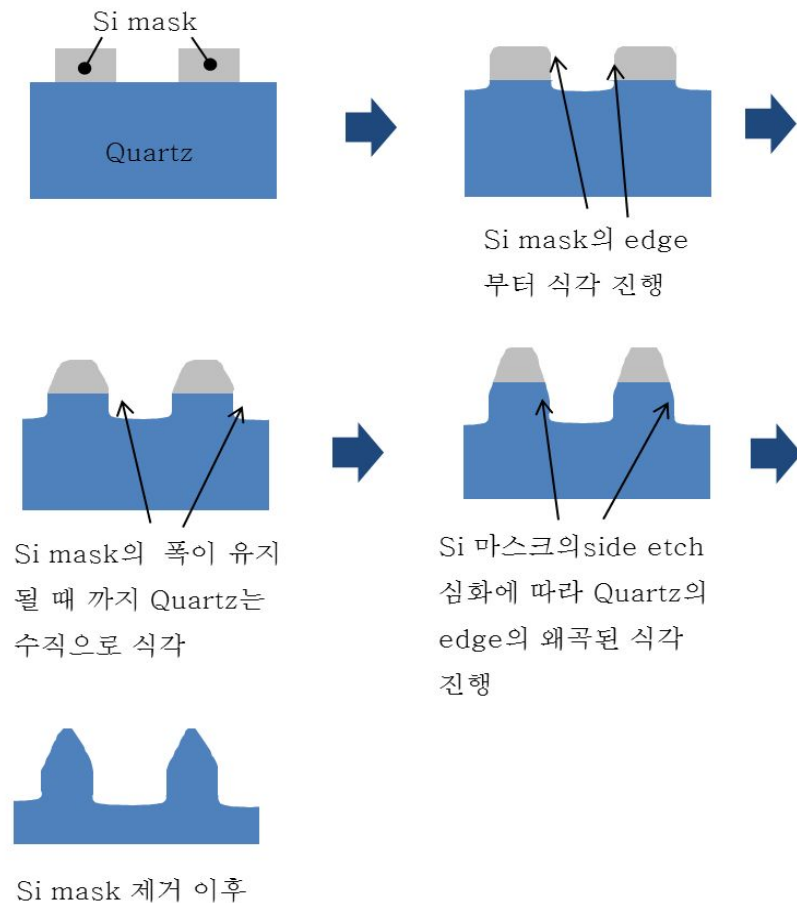 Si mask
Quartz
Si mask의 edge
부터 식각 진행
Si mask의 폭이 유지
될 때 까지 Quartz는
수직으로 식각
Si 마스크의side etch
심화에 따라 Quartz의
edge의 왜곡된 식각
진행
Si mask 제거 이후